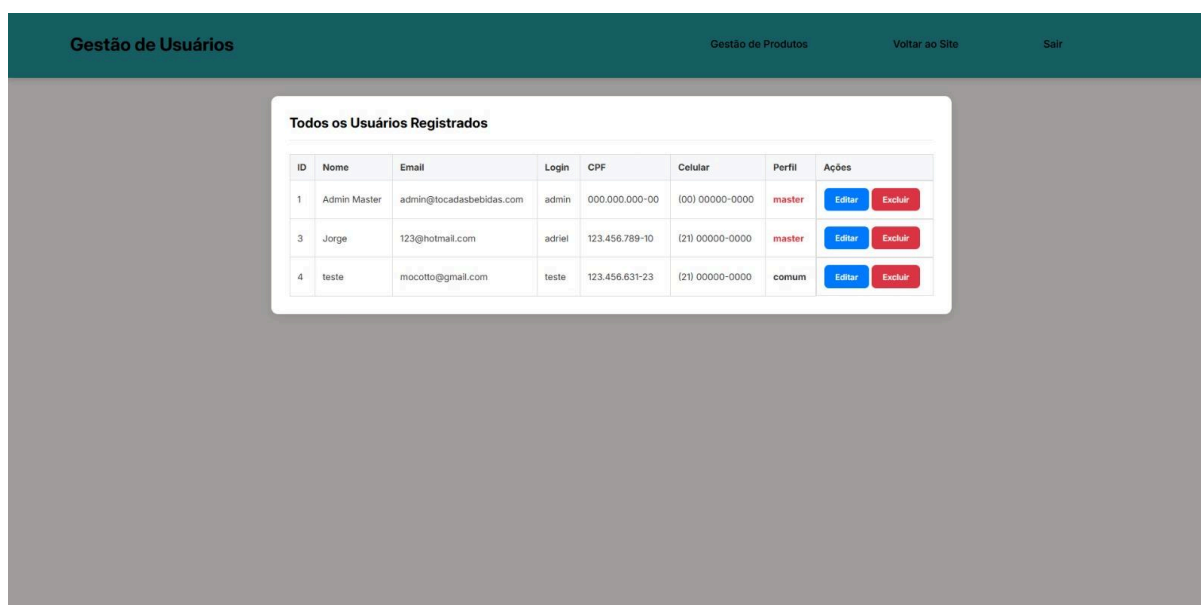 Gestão de Usuários Gestão de Produtos Voltar ao Site Sair
Todos os Usuários Registrados
ID Nome Email Login CPF Celular Perfil Ações
1 Admin Master admin@tocadasbebidas.com admin 000.000.000-00 (00) 00000-0000 master Editar Excluir
3 Jorge 123@hotmail.com adriel 123.456.789-10 (21) 00000-0000 master Editar Excluir
4 teste mocotto@gmail.com teste 123.456.631-23 (21) 00000-0000 comum Editar Excluir